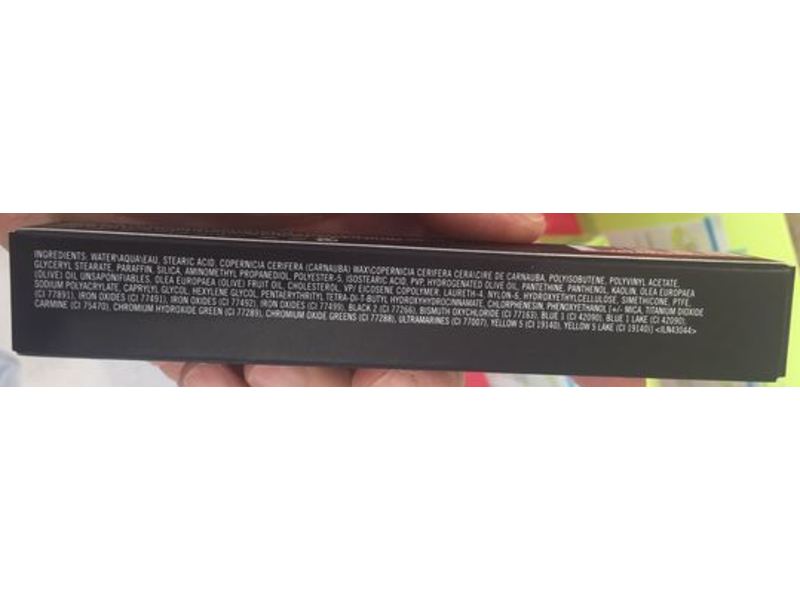 INGREDIENTS: WATER\AQUA\EAU, STEARIC ACID, COPERNICIA CERIFERA (CARNAUBA) WAX\COPERNICIA CERIFERA CERA\CIRE DE CARNAUBA, POLYISOBUTENE, POLYVINYL ACETATE,
GLYCERYL STEARATE, PARAFFIN, SILICA, AMINOMETHYL PROPANEDIOL, POLYESTER-5, ISOSTEARIC ACID, PVP, HYDROGENATED OLIVE OIL, PANTETHINE, PANTHENOL, KAOLIN, OLEA EUROPAEA
(OLIVE) OIL UNSAPONIFIABLES, OLEA EUROPAEA (OLIVE) FRUIT OIL, CHOLESTEROL, VP/ EICOSENE COPOLYMER, LAURETH-4, NYLON-6, HYDROXYETHYLCELLULOSE, SIMETHICONE, PTFE,
SODIUM POLYACRYLATE, CAPRYLYL GLYCOL, HEXYLENE GLYCOL, PENTAERYTHRITYL TETRA-DI-T-BUTYL HYDROXYHYDROCINNAMATE, CHLORPHENESIN, PHENOXYETHANOL [+/- MICA, TITANIUM DIOXIDE
(CI 77891), IRON OXIDES (CI 77491), IRON OXIDES (CI 77492), IRON OXIDES (CI 77499), BLACK 2 (CI 77266), BISMUTH OXYCHLORIDE (CI 77163), BLUE 1 (CI 42090), BLUE 1 LAKE (CI 42090),
CARMINE (CI 75470), CHROMIUM HYDROXIDE GREEN (CI 77289), CHROMIUM OXIDE GREENS (CI 77288), ULTRAMARINES (CI 77007), YELLOW 5 (CI 19140), YELLOW 5 LAKE (CI 19140)] <ILN43044>